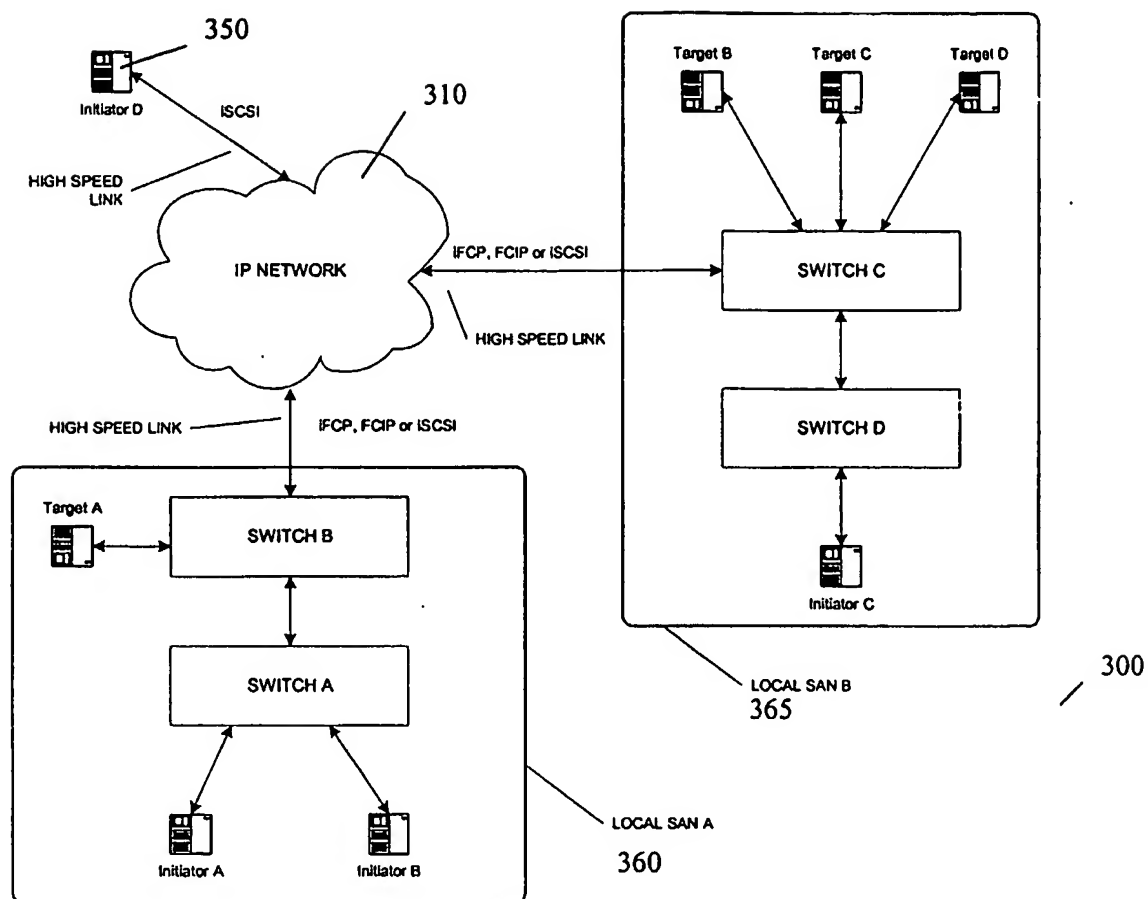 350
Initiator D
iSCSI
HIGH SPEED
LINK
310
IP NETWORK
iFCP, FCIP or iSCSI
HIGH SPEED LINK
HIGH SPEED LINK
iFCP, FCIP or iSCSI
Target B
Target C
Target D
SWITCH C
SWITCH D
Initiator C
LOCAL SAN B
365
300
Target A
SWITCH B
SWITCH A
Initiator A
Initiator B
LOCAL SAN A
360